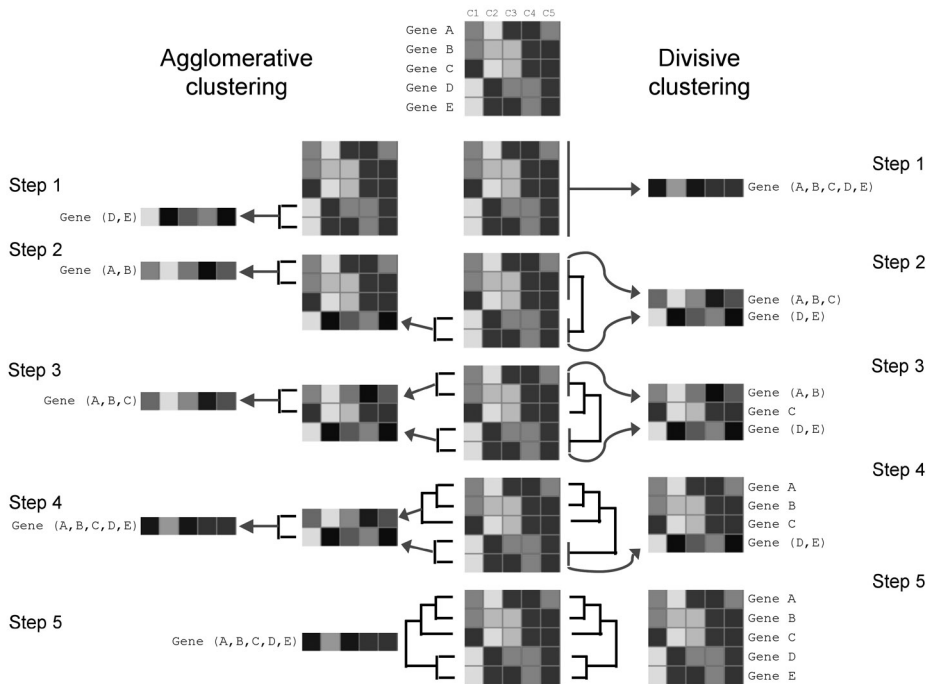 C1 C2 C3 C4 C5
Gene A
Gene B
Gene C
Gene D
Gene E
Agglomerative
clustering
Divisive
clustering
Step 1
Gene (D,E)
Step 1
Gene (A,B,C,D,E)
Step 2
Gene (A,B)
Step 2
Gene (A,B,C)
Gene (D,E)
Step 3
Gene (A,B,C)
Step 3
Gene (A,B)
Gene C
Gene (D,E)
Step 4
Gene (A,B,C,D,E)
Step 4
Gene A
Gene B
Gene C
Gene (D,E)
Step 5
Gene (A,B,C,D,E)
Step 5
Gene A
Gene B
Gene C
Gene D
Gene E